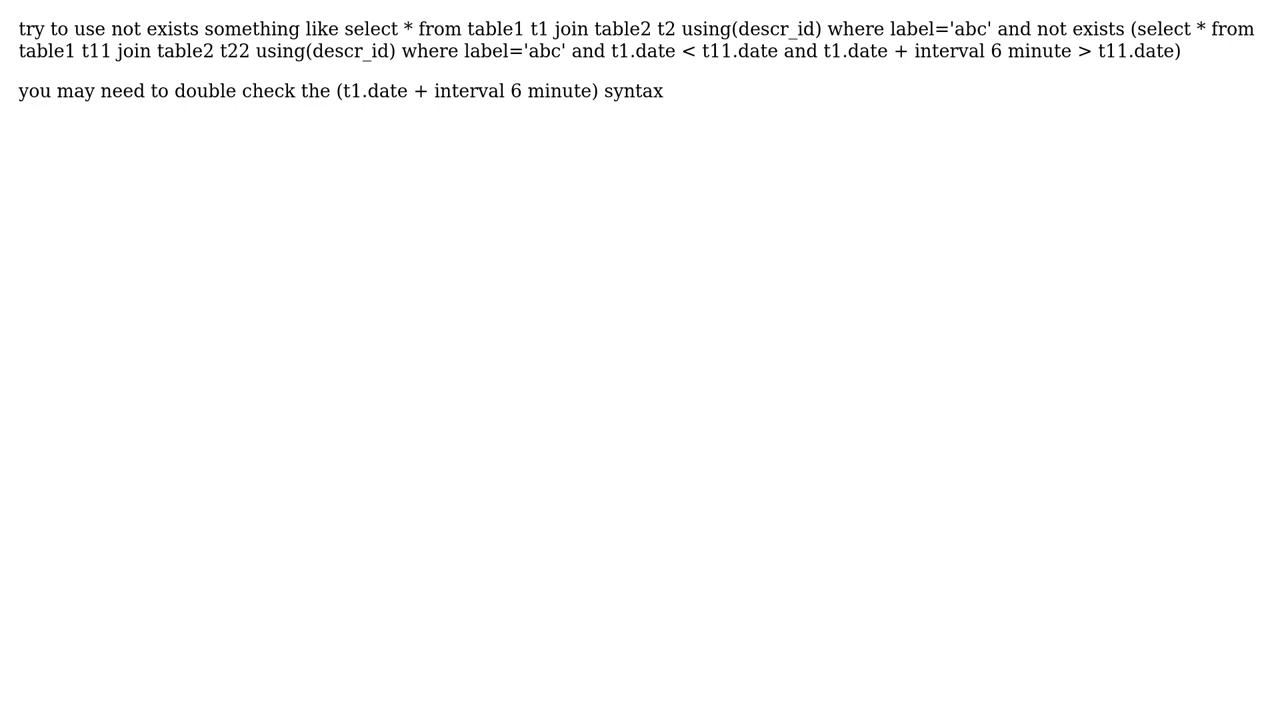 try to use not exists something like select * from table1 t1 join table2 t2 using(descr_id) where label='abc' and not exists (select * from
table1 t11 join table2 t22 using(descr_id) where label='abc' and t1.date < t11.date and t1.date + interval 6 minute > t11.date)
you may need to double check the (t1.date + interval 6 minute) syntax